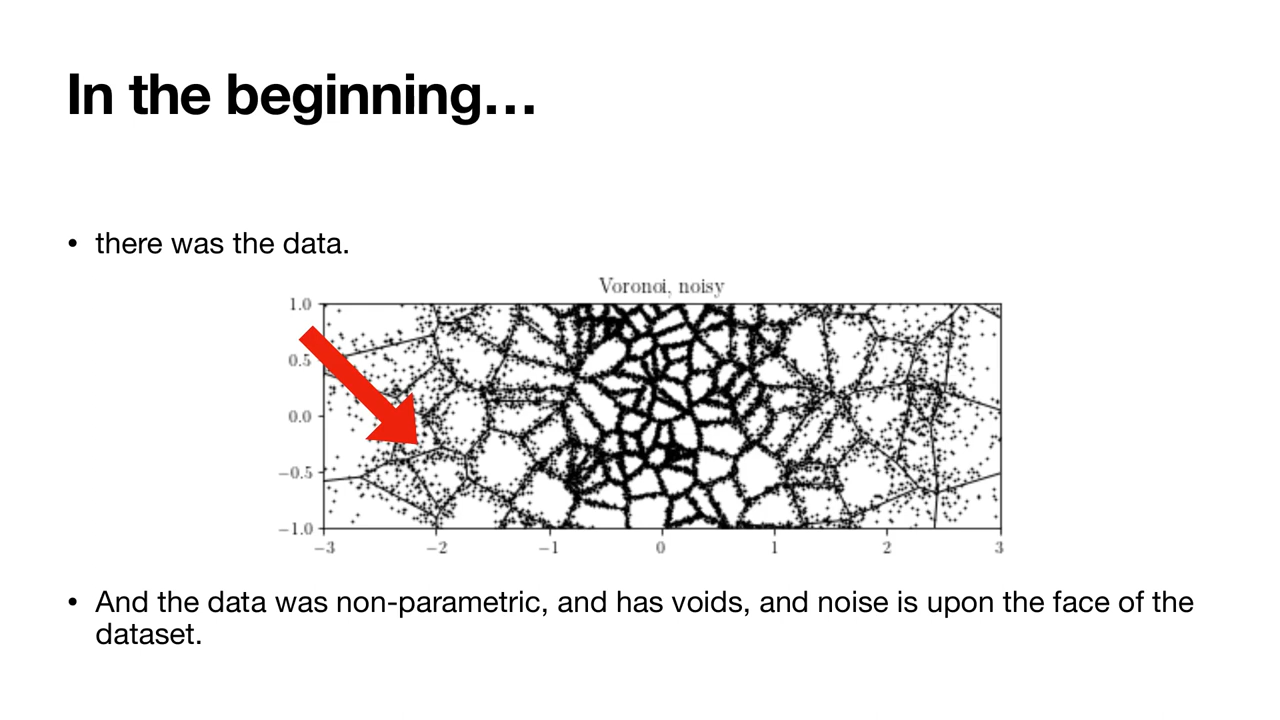 In the beginning…
• there was the data.
Voronoi, noisy
1.0
0.5
0.0
−0.5
−1.0
−3 −2 −1 0 1 2 3
• And the data was non-parametric, and has voids, and noise is upon the face of the
dataset.